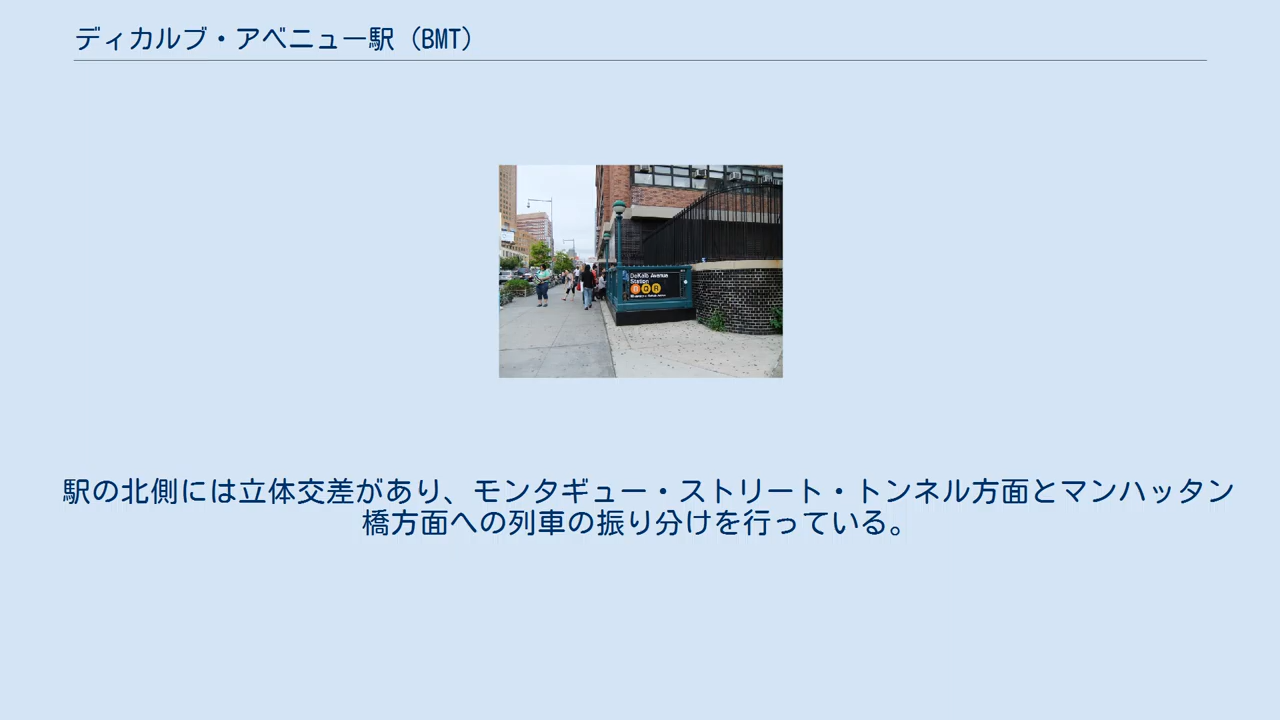 ディカルブ・アベニュー駅（BMT）
DeKalb Avenue
Station
B Q R
駅の北側には立体交差があり、モンタギュー・ストリート・トンネル方面とマンハッタン
橋方面への列車の振り分けを行っている。